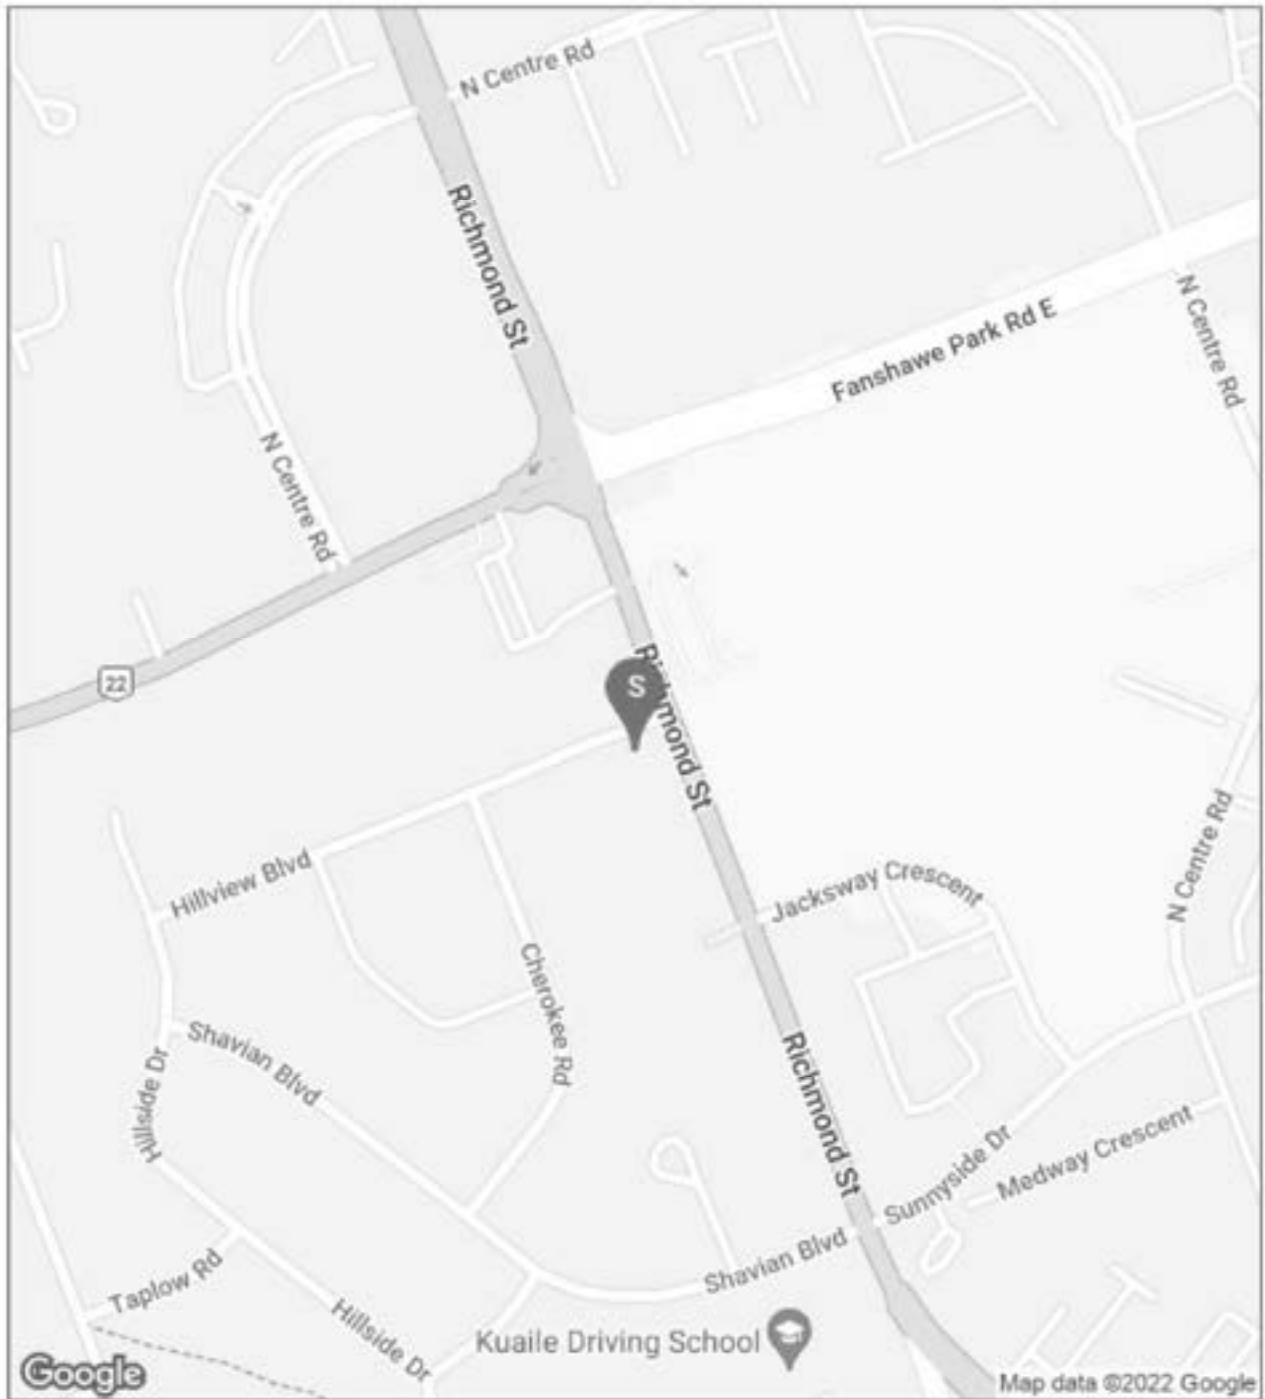 N Centre Rd
Richmond St
Fanshawe Park Rd E
N Centre Rd
N Centre Rd
22
S
Richmond St
Hillview Blvd
Jacksway Crescent
N Centre Rd
Cherokee Rd
Shavian Blvd
Hillside Dr
Richmond St
Sunnyside Dr
Medway Crescent
Shavian Blvd
Taplow Rd
Hillside Dr
Kuaile Driving School
Google
Map data ©2022 Google